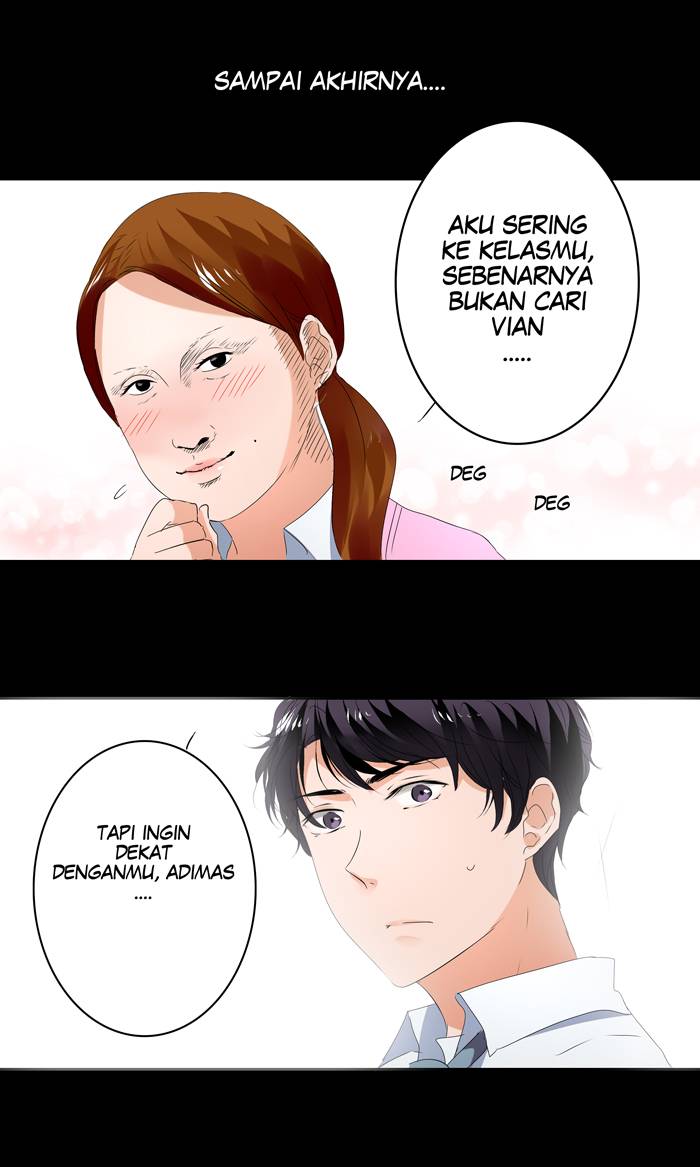 SAMPAI AKHIRNYA....
AKU SERING
KE KELASMU,
SEBENARNYA
BUKAN CARI
VIAN
.....
DEG
DEG
TAPI INGIN
DEKAT
DENGANMU, ADIMAS
....